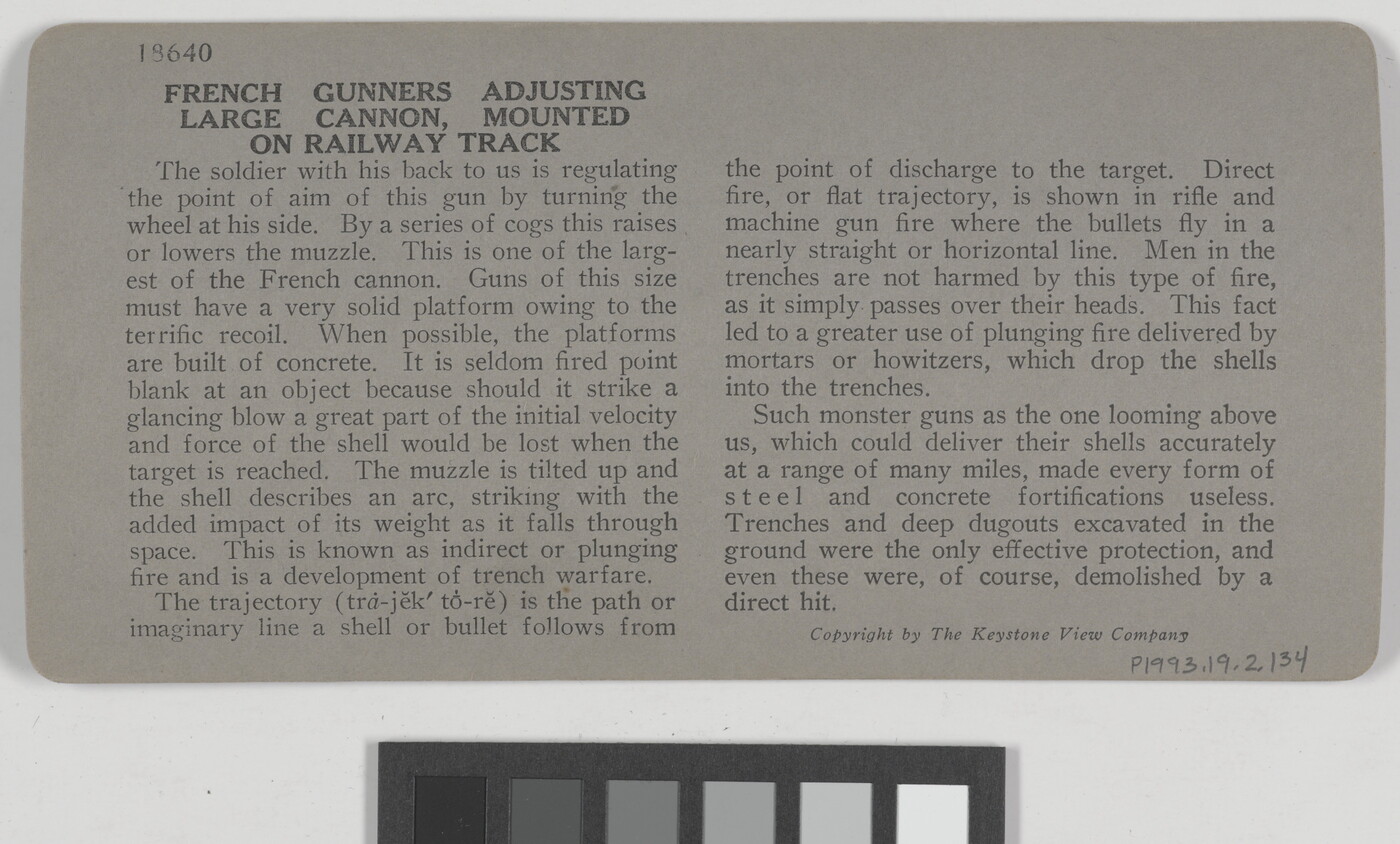 18640
FRENCH GUNNERS ADJUSTING
LARGE CANNON, MOUNTED
ON RAILWAY TRACK
The soldier with his back to us is regulating
the point of aim of this gun by turning the
wheel at his side. By a series of cogs this raises
or lowers the muzzle. This is one of the larg-
est of the French cannon. Guns of this size
must have a very solid platform owing to the
terrific recoil. When possible, the platforms
are built of concrete. It is seldom fired point
blank at an object because should it strike a
glancing blow a great part of the initial velocity
and force of the shell would be lost when the
target is reached. The muzzle is tilted up and
the shell describes an arc, striking with the
added impact of its weight as it falls through
space. This is known as indirect or plunging
fire and is a development of trench warfare.
The trajectory (trȧ-jĕk′ tȯ-rĕ) is the path or
imaginary line a shell or bullet follows from
the point of discharge to the target. Direct
fire, or flat trajectory, is shown in rifle and
machine gun fire where the bullets fly in a
nearly straight or horizontal line. Men in the
trenches are not harmed by this type of fire,
as it simply passes over their heads. This fact
led to a greater use of plunging fire delivered by
mortars or howitzers, which drop the shells
into the trenches.
Such monster guns as the one looming above
us, which could deliver their shells accurately
at a range of many miles, made every form of
steel and concrete fortifications useless.
Trenches and deep dugouts excavated in the
ground were the only effective protection, and
even these were, of course, demolished by a
direct hit.
Copyright by The Keystone View Company
P1993.19.2.134